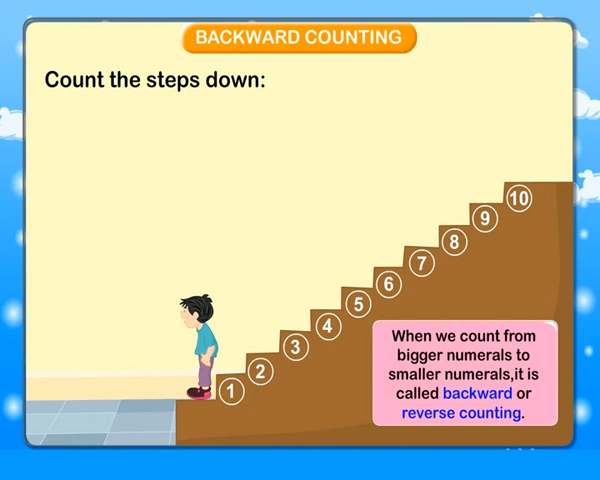 BACKWARD COUNTING
Count the steps down:
10
9
8
7
6
5
4
3
2
1
When we count from
bigger numerals to
smaller numerals,it is
called backward or
reverse counting.